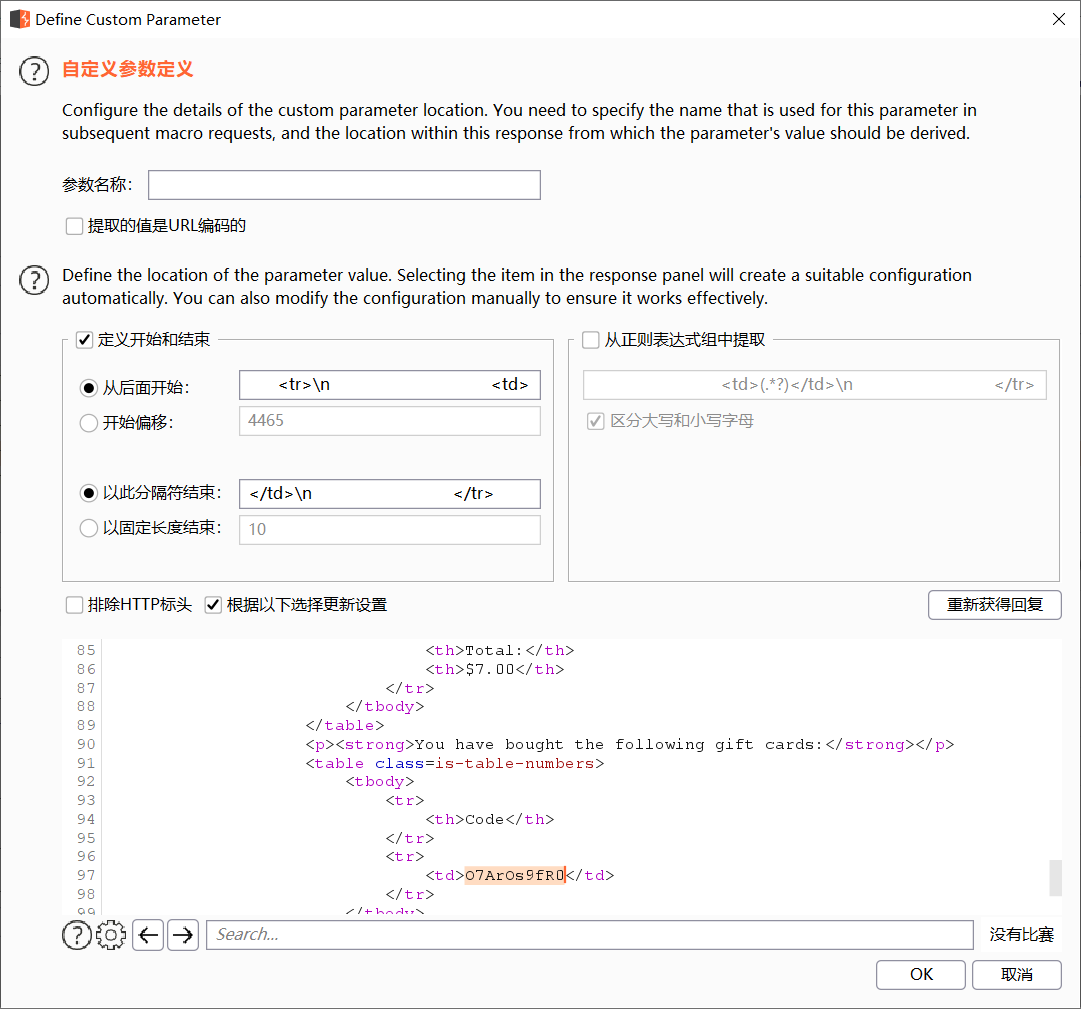 Define Custom Parameter
自定义参数定义
Configure the details of the custom parameter location. You need to specify the name that is used for this parameter in
subsequent macro requests, and the location within this response from which the parameter's value should be derived.
参数名称:
提取的值是URL编码的
Define the location of the parameter value. Selecting the item in the response panel will create a suitable configuration
automatically. You can also modify the configuration manually to ensure it works effectively.
定义开始和结束
从后面开始: <tr>\n <td>
开始偏移: 4465
以此分隔符结束: </td>\n </tr>
以固定长度结束: 10
从正则表达式组中提取
<td>(.*?)</td>\n </tr>
区分大写和小写字母
排除HTTP标头 根据以下选择更新设置 重新获得回复
85 <th>Total:</th>
86 <th>$7.00</th>
87 </tr>
88 </tbody>
89 </table>
90 <p><strong>You have bought the following gift cards:</strong></p>
91 <table class=is-table-numbers>
92 <tbody>
93 <tr>
94 <th>Code</th>
95 </tr>
96 <tr>
97 <td>O7ArOs9fR0</td>
98 </tr>
99 </tbody>
Search... 没有比赛
OK 取消